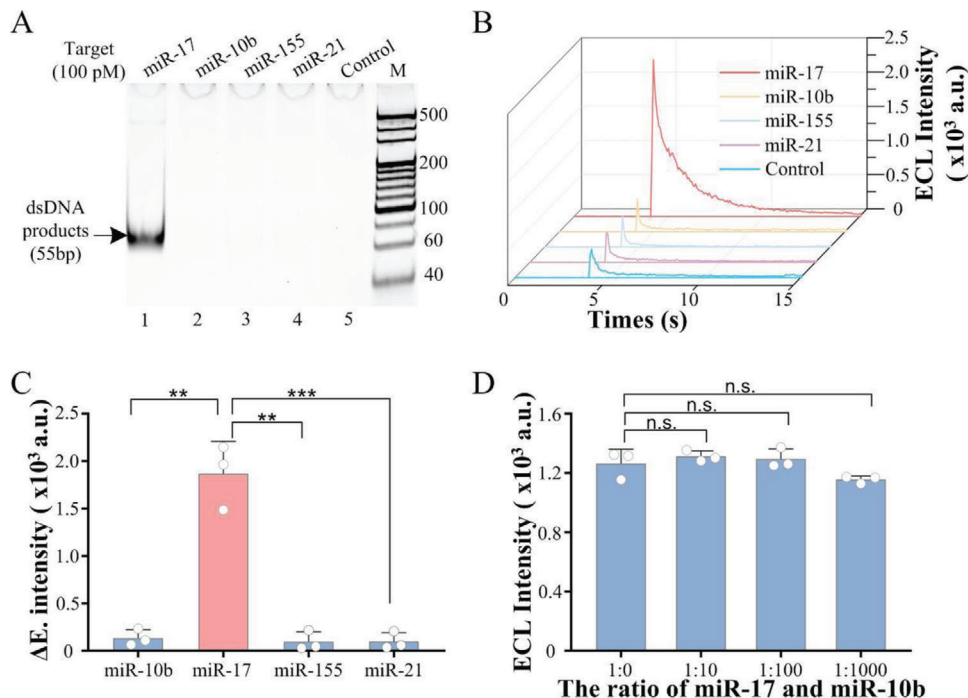 A
Target
(100 pM)
miR-17
miR-10b
miR-155
miR-21
Control
M
500
200
100
60
40
dsDNA
products
(55bp)
1 2 3 4 5
B
miR-17
miR-10b
miR-155
miR-21
Control
2.5
2.0
1.5
1.0
0.5
0
ECL Intensity
( x10³ a.u.)
0 5 10 15
Times (s)
C
** ** ***
2.5
2.0
1.5
1.0
0.5
0
ΔE. intensity ( x10³ a.u.)
miR-10b miR-17 miR-155 miR-21
D
n.s.
n.s.
n.s.
1.6
1.2
0.8
0.4
0
ECL Intensity ( x10³ a.u.)
1:0 1:10 1:100 1:1000
The ratio of miR-17 and miR-10b